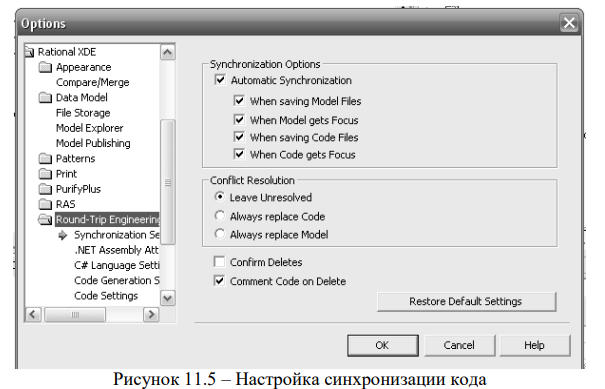 Options
Rational XDE
Appearance
Compare/Merge
Data Model
File Storage
Model Explorer
Model Publishing
Patterns
Print
PurifyPlus
RAS
Round-Trip Engineering
Synchronization Se
.NET Assembly Att
C# Language Setti
Code Generation S
Code Settings
Synchronization Options
Automatic Synchronization
When saving Model Files
When Model gets Focus
When saving Code Files
When Code gets Focus
Conflict Resolution
Leave Unresolved
Always replace Code
Always replace Model
Confirm Deletes
Comment Code on Delete
Restore Default Settings
OK
Cancel
Help
Рисунок 11.5 – Настройка синхронизации кода